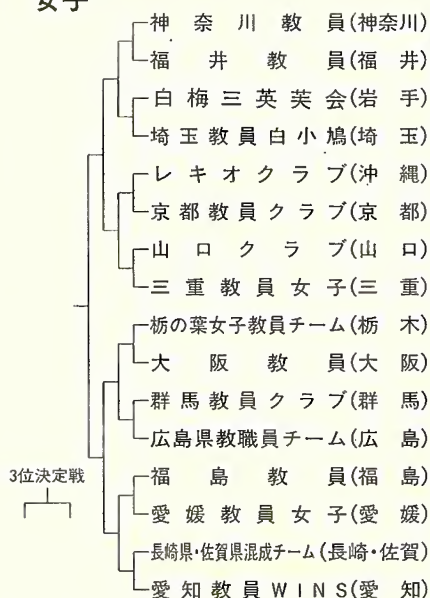 女子
神奈川教員(神奈川)
福井教員(福井)
白梅三英芙会(岩手)
埼玉教員白小鳩(埼玉)
レキオクラブ(沖縄)
京都教員クラブ(京都)
山口クラブ(山口)
三重教員女子(三重)
栃の葉女子教員チーム(栃木)
大阪教員(大阪)
群馬教員クラブ(群馬)
広島県教職員チーム(広島)
3位決定戦
福島教員(福島)
愛媛教員女子(愛媛)
長崎県・佐賀県混成チーム(長崎・佐賀)
愛知教員WINS(愛知)